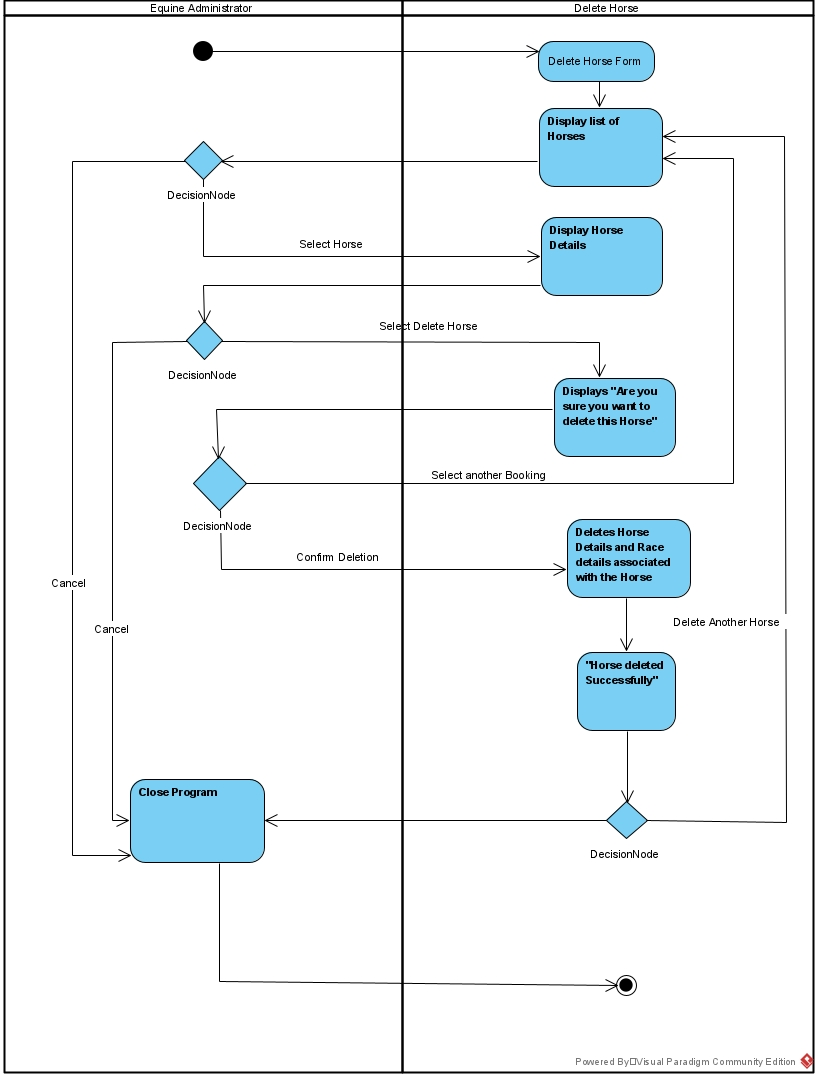 Equine Administrator
Delete Horse
Delete Horse Form
Display list of
Horses
DecisionNode
Display Horse
Details
Select Horse
Select Delete Horse
DecisionNode
Displays "Are you
sure you want to
delete this Horse"
Select another Booking
DecisionNode
Deletes Horse
Details and Race
details associated
with the Horse
Confirm Deletion
Cancel
Cancel
Delete Another Horse
"Horse deleted
Successfully"
Close Program
DecisionNode
Powered By Visual Paradigm Community Edition